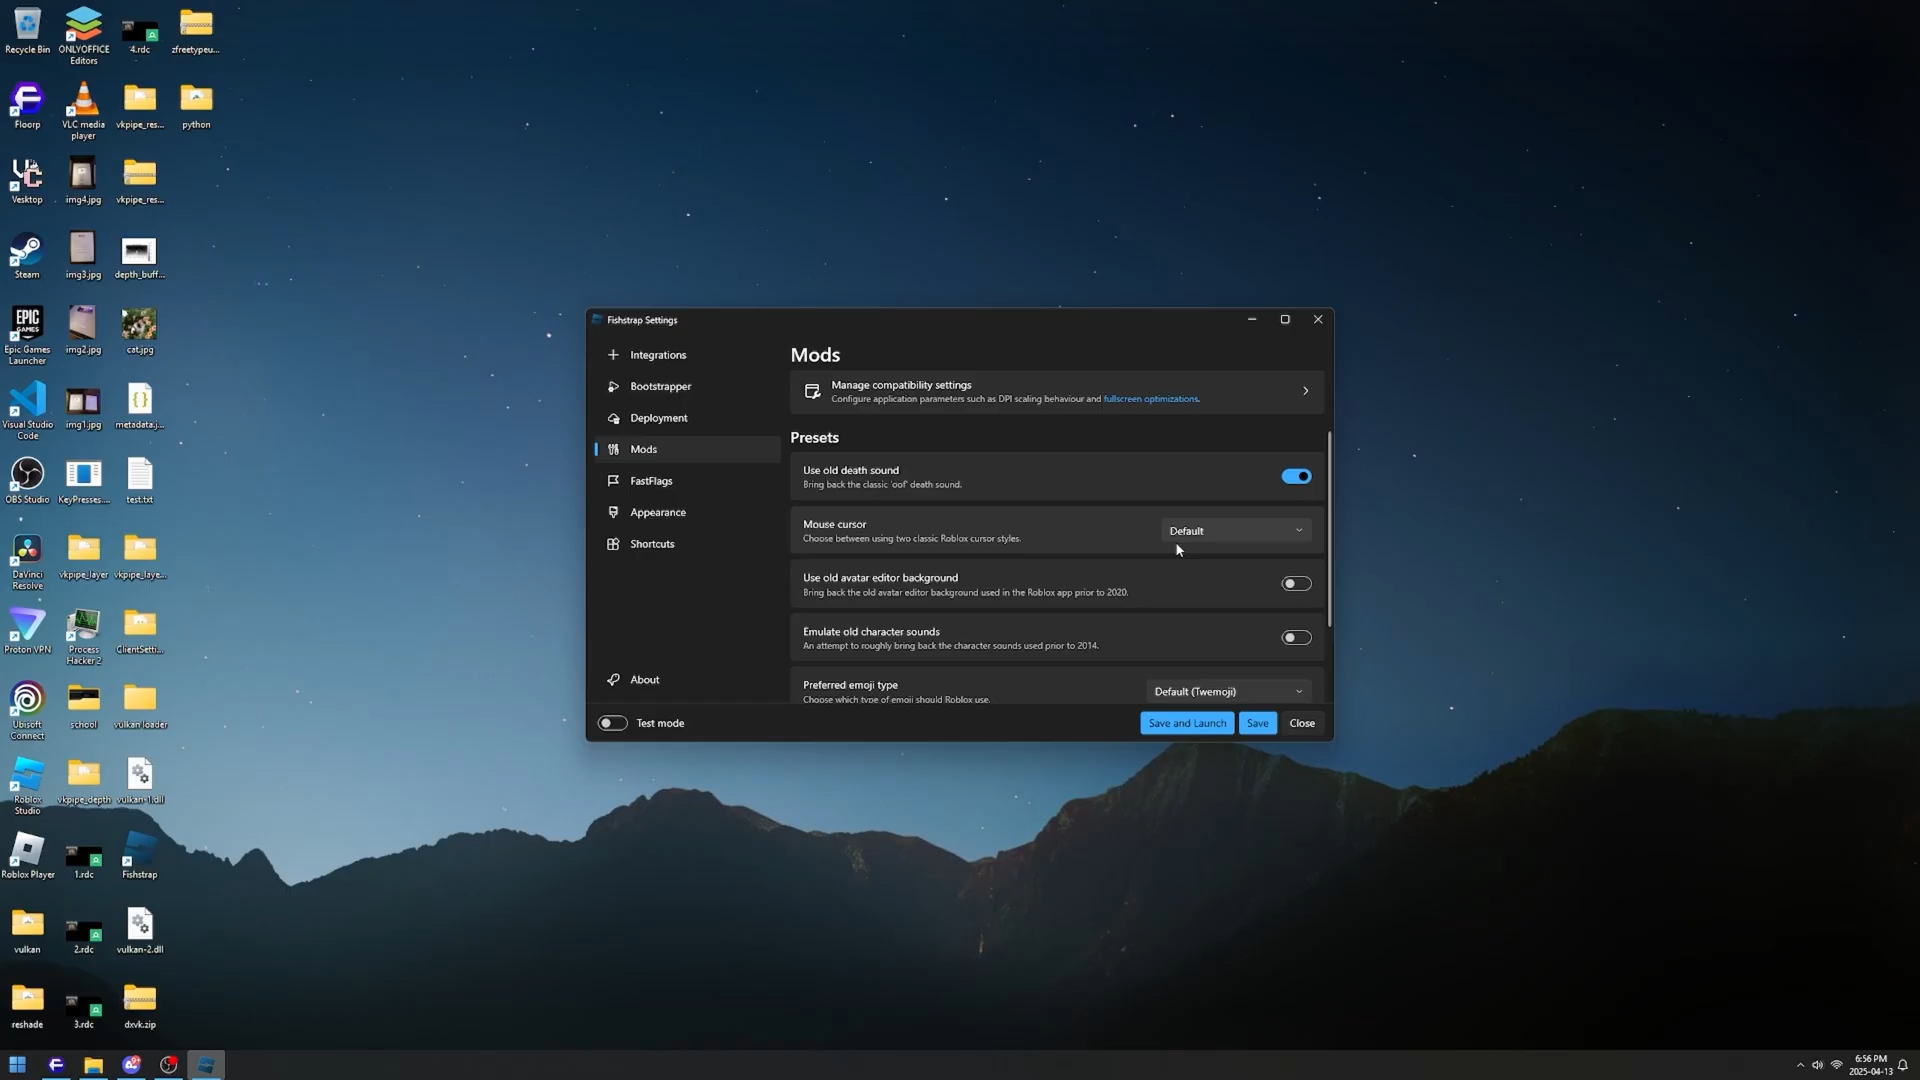 Recycle Bin
ONLYOFFICE
Editors
4.rdc
zfreetypeu...
Floorp
VLC media
player
vkpipe_res...
python
Vesktop
img4.jpg
vkpipe_res...
Steam
img3.jpg
depth_buff...
Epic Games
Launcher
img2.jpg
cat.jpg
Visual Studio
Code
img1.jpg
metadata.j...
OBS Studio
KeyPresses....
test.txt
DaVinci
Resolve
vkpipe_layer
vkpipe_laye...
Proton VPN
Process
Hacker 2
ClientSetti...
Ubisoft
Connect
school
vulkan loader
Roblox
Studio
vkpipe_depth
vulkan-1.dll
Roblox Player
1.rdc
Fishstrap
vulkan
2.rdc
vulkan-2.dll
reshade
3.rdc
dxvk.zip
Fishstrap Settings
Integrations
Bootstrapper
Deployment
Mods
FastFlags
Appearance
Shortcuts
About
Test mode
Mods
Manage compatibility settings
Configure application parameters such as DPI scaling behaviour and fullscreen optimizations.
Presets
Use old death sound
Bring back the classic 'oof' death sound.
Mouse cursor
Choose between using two classic Roblox cursor styles.
Default
Use old avatar editor background
Bring back the old avatar editor background used in the Roblox app prior to 2020.
Emulate old character sounds
An attempt to roughly bring back the character sounds used prior to 2014.
Preferred emoji type
Choose which type of emoji should Roblox use.
Default (Twemoji)
Save and Launch
Save
Close
6:56 PM
2025-04-13